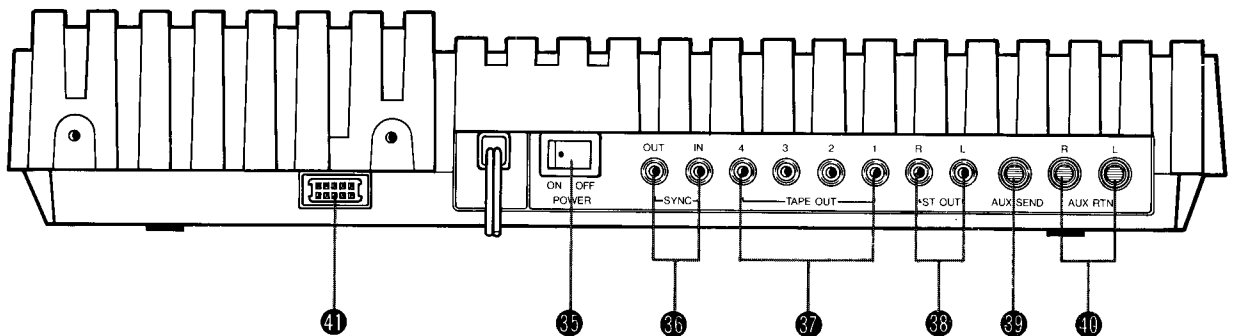 OUT IN 4 3 2 1 R L R L
ON OFF
POWER
SYNC TAPE OUT ST OUT AUX SEND AUX RTN
41 35 36 37 38 39 40